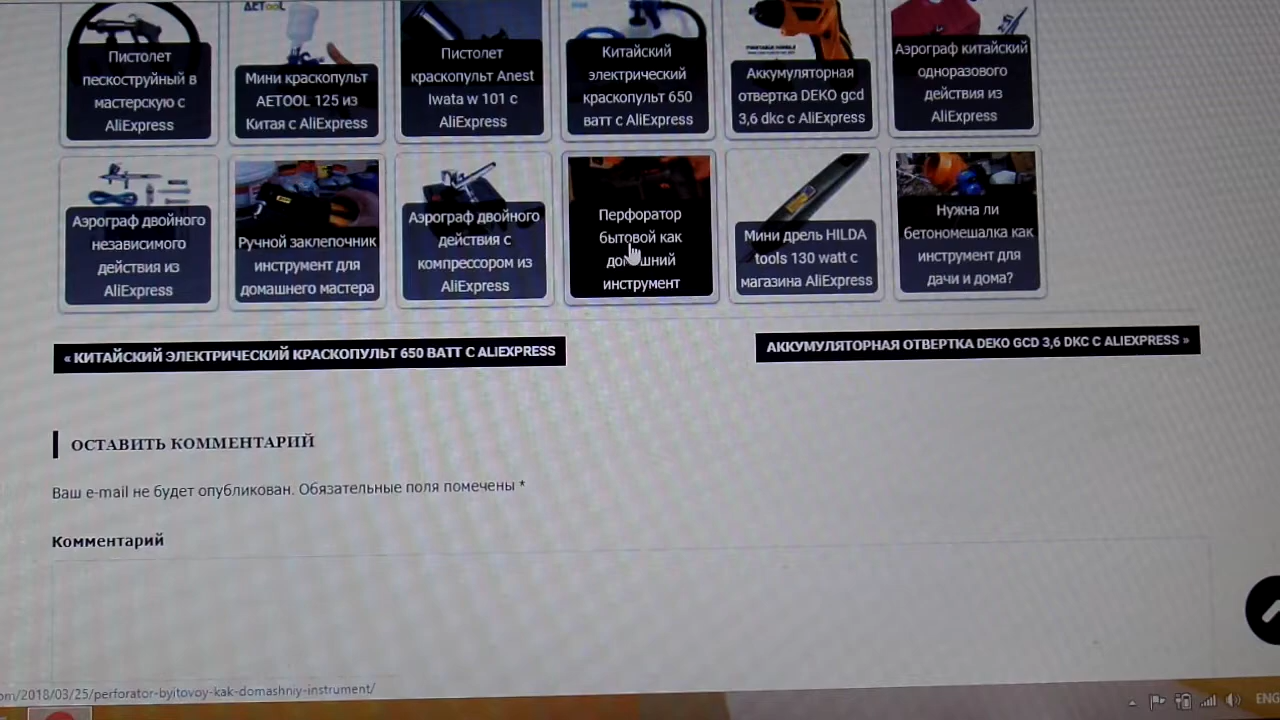 AETOOL
Пистолет
пескоструйный в
мастерскую с
AliExpress
Мини краскопульт
AETOOL 125 из
Китая с AliExpress
Пистолет
краскопульт Anest
Iwata w 101 с
AliExpress
Китайский
электрический
краскопульт 650
ватт с AliExpress
Аккумуляторная
отвертка DEKO gcd
3,6 dkc с AliExpress
Аэрограф китайский
одноразового
действия из
AliExpress
Аэрограф двойного
независимого
действия из
AliExpress
Ручной заклепочник
инструмент для
домашнего мастера
Аэрограф двойного
действия с
компрессором из
AliExpress
Перфоратор
бытовой как
домашний
инструмент
Мини дрель HILDA
tools 130 watt с
магазина AliExpress
Нужна ли
бетономешалка как
инструмент для
дачи и дома?
« КИТАЙСКИЙ ЭЛЕКТРИЧЕСКИЙ КРАСКОПУЛЬТ 650 ВАТТ С ALIEXPRESS
АККУМУЛЯТОРНАЯ ОТВЕРТКА DEKO GCD 3,6 DKC С ALIEXPRESS »
ОСТАВИТЬ КОММЕНТАРИЙ
Ваш e-mail не будет опубликован. Обязательные поля помечены *
Комментарий
om/2018/03/25/perforator-byitovoy-kak-domashniy-instrument/
ENG